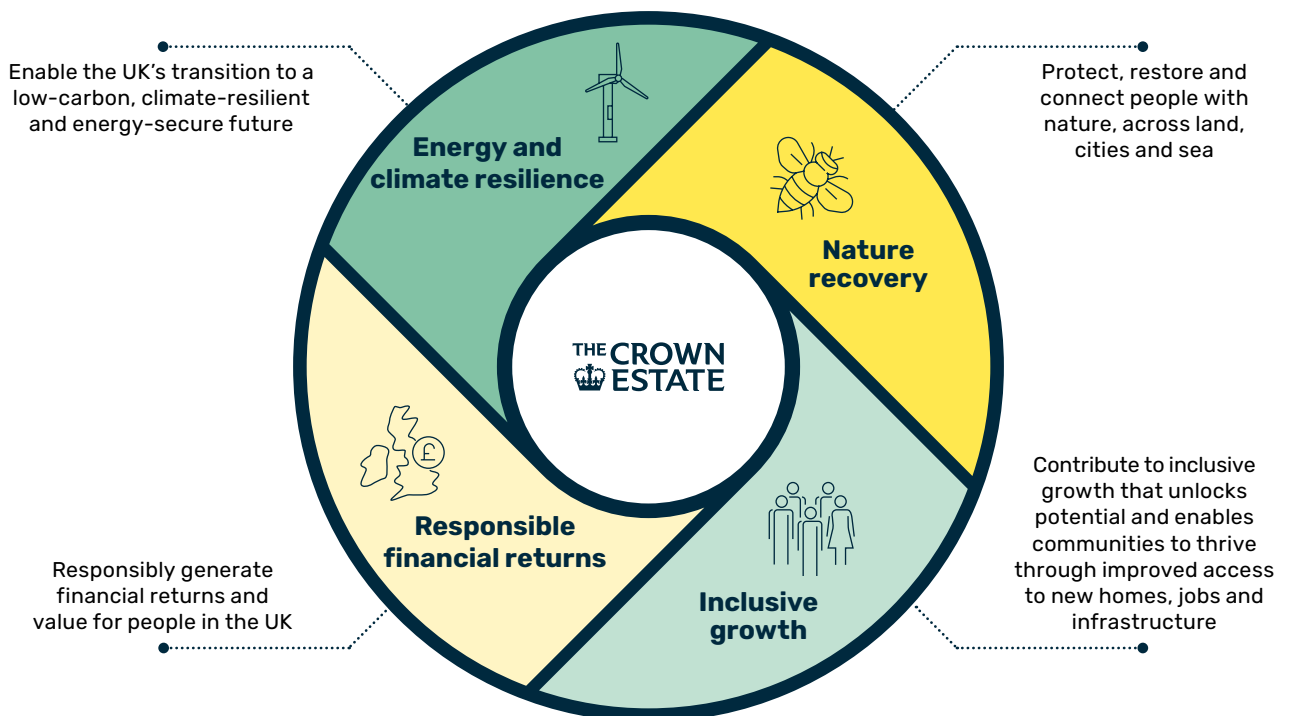 Enable the UK’s transition to a
low-carbon, climate-resilient
and energy-secure future
Energy and
climate resilience
Protect, restore and
connect people with
nature, across land,
cities and sea
Nature
recovery
THE CROWN
ESTATE
£
Responsible
financial returns
Responsibly generate
financial returns and
value for people in the UK
Inclusive
growth
Contribute to inclusive
growth that unlocks
potential and enables
communities to thrive
through improved access
to new homes, jobs and
infrastructure